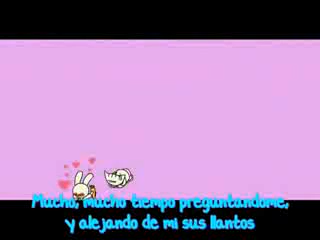 Mucho, mucho tiempo preguntandome,
y alejando de mi sus llantos